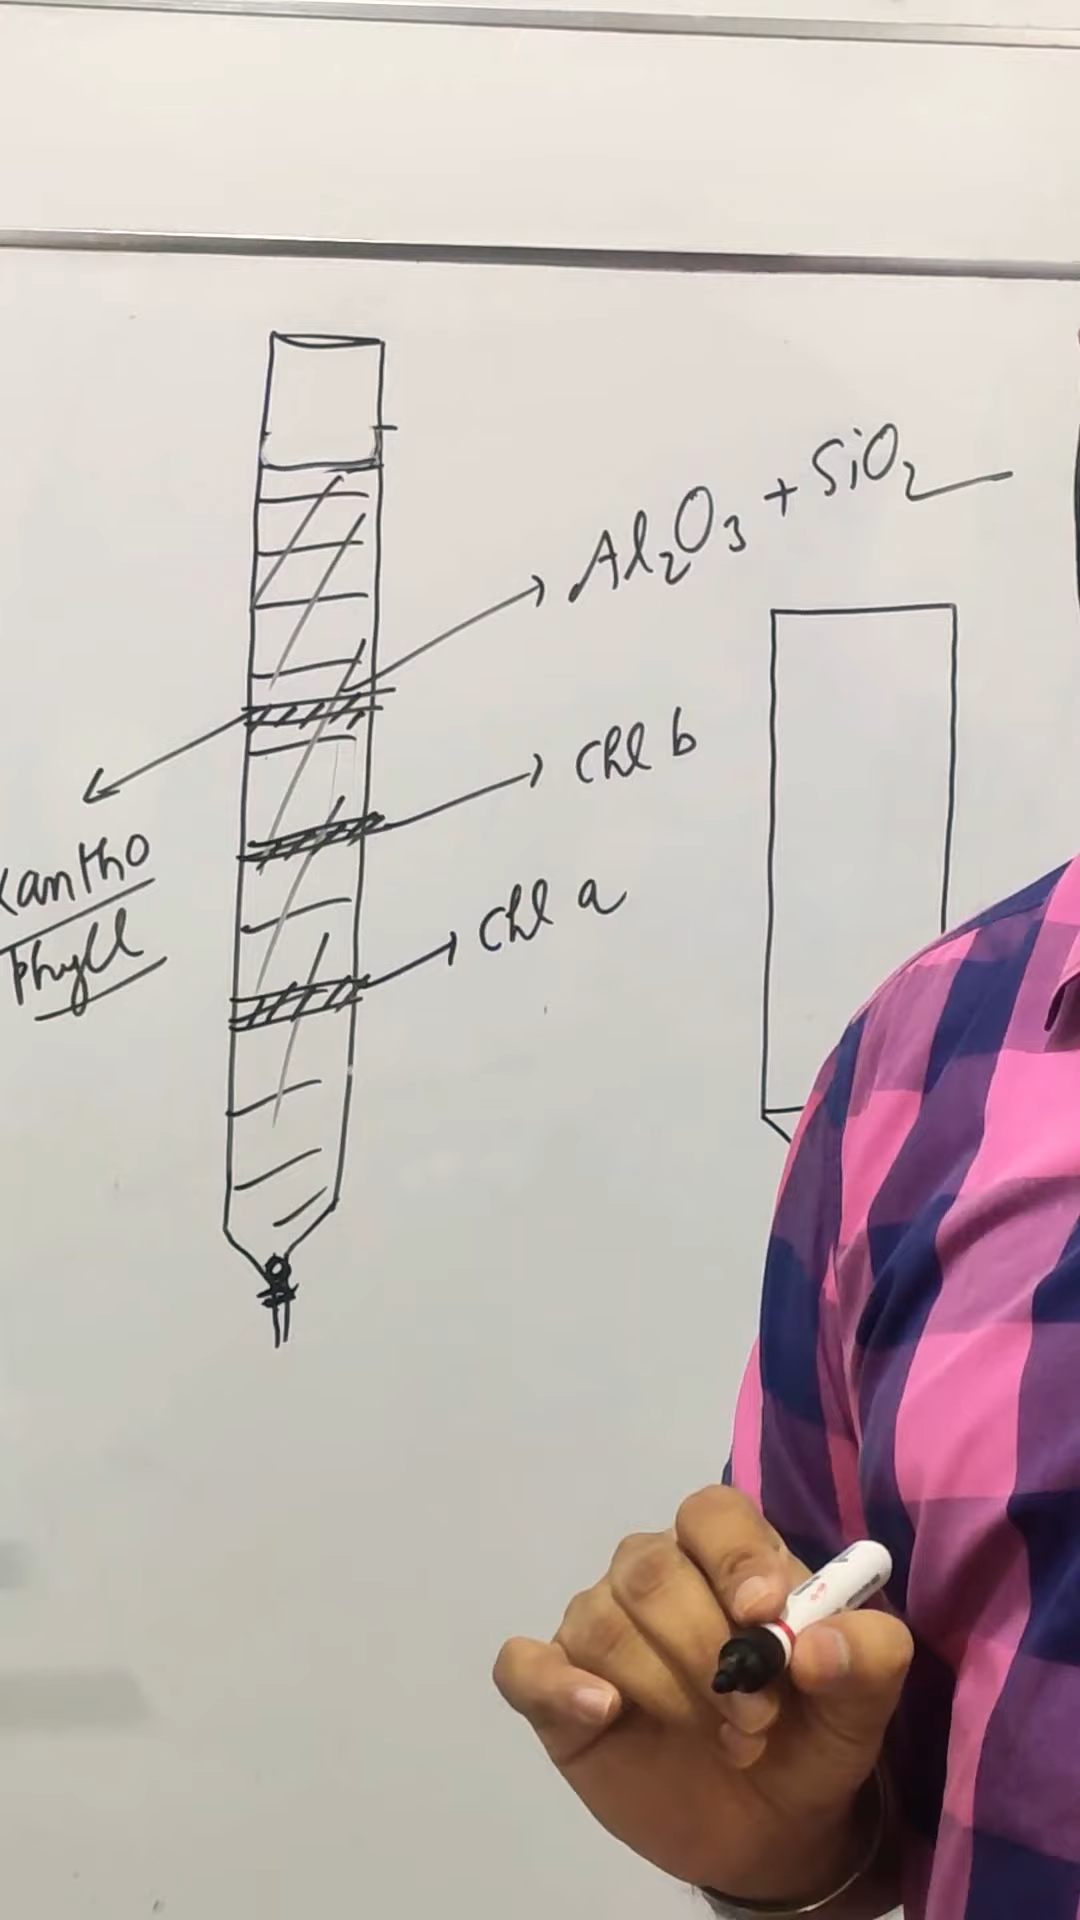 Al₂O₃ + SiO₂
Chl b
Xantho
Phyll
Chl a